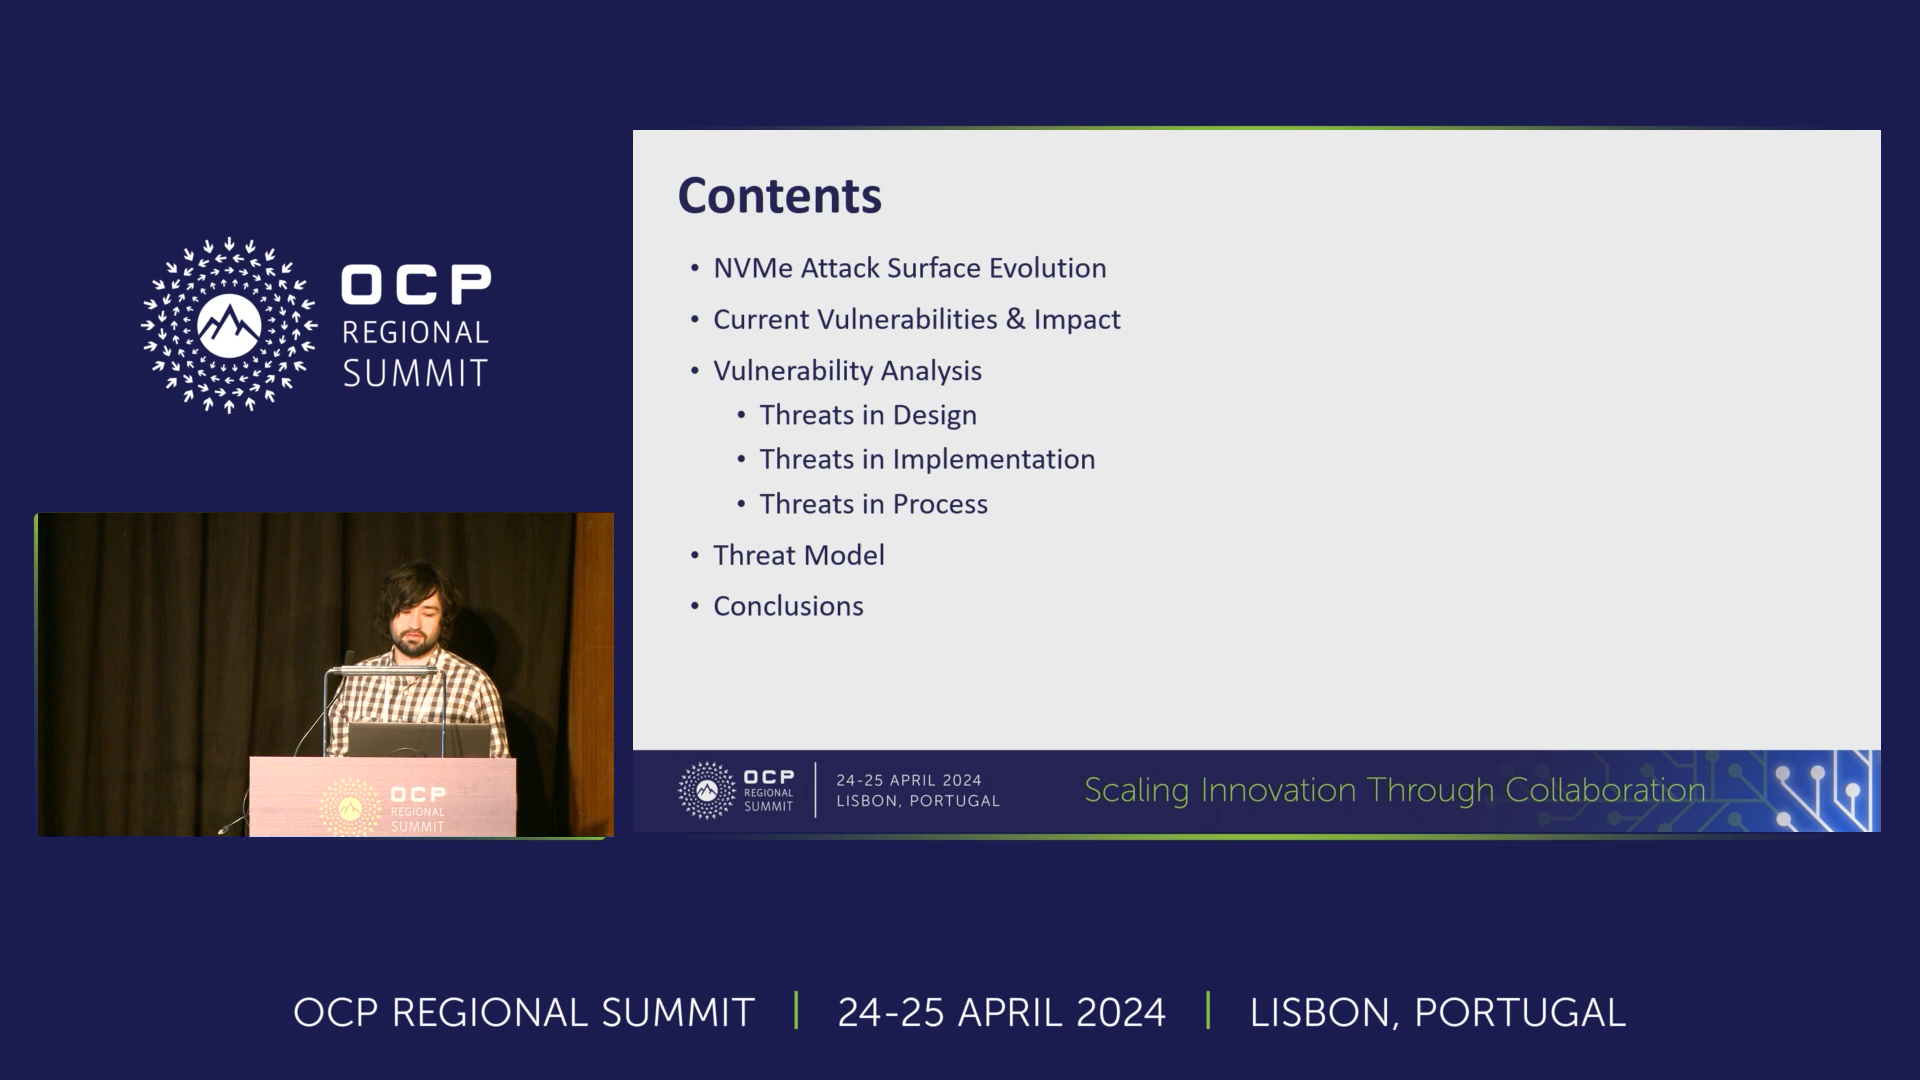 OCP
REGIONAL
SUMMIT
Contents
• NVMe Attack Surface Evolution
• Current Vulnerabilities & Impact
• Vulnerability Analysis
• Threats in Design
• Threats in Implementation
• Threats in Process
• Threat Model
• Conclusions
OCP
REGIONAL
SUMMIT
24-25 APRIL 2024
LISBON, PORTUGAL
Scaling Innovation Through Collaboration
OCP
REGIONAL
SUMMIT
OCP REGIONAL SUMMIT | 24-25 APRIL 2024 | LISBON, PORTUGAL